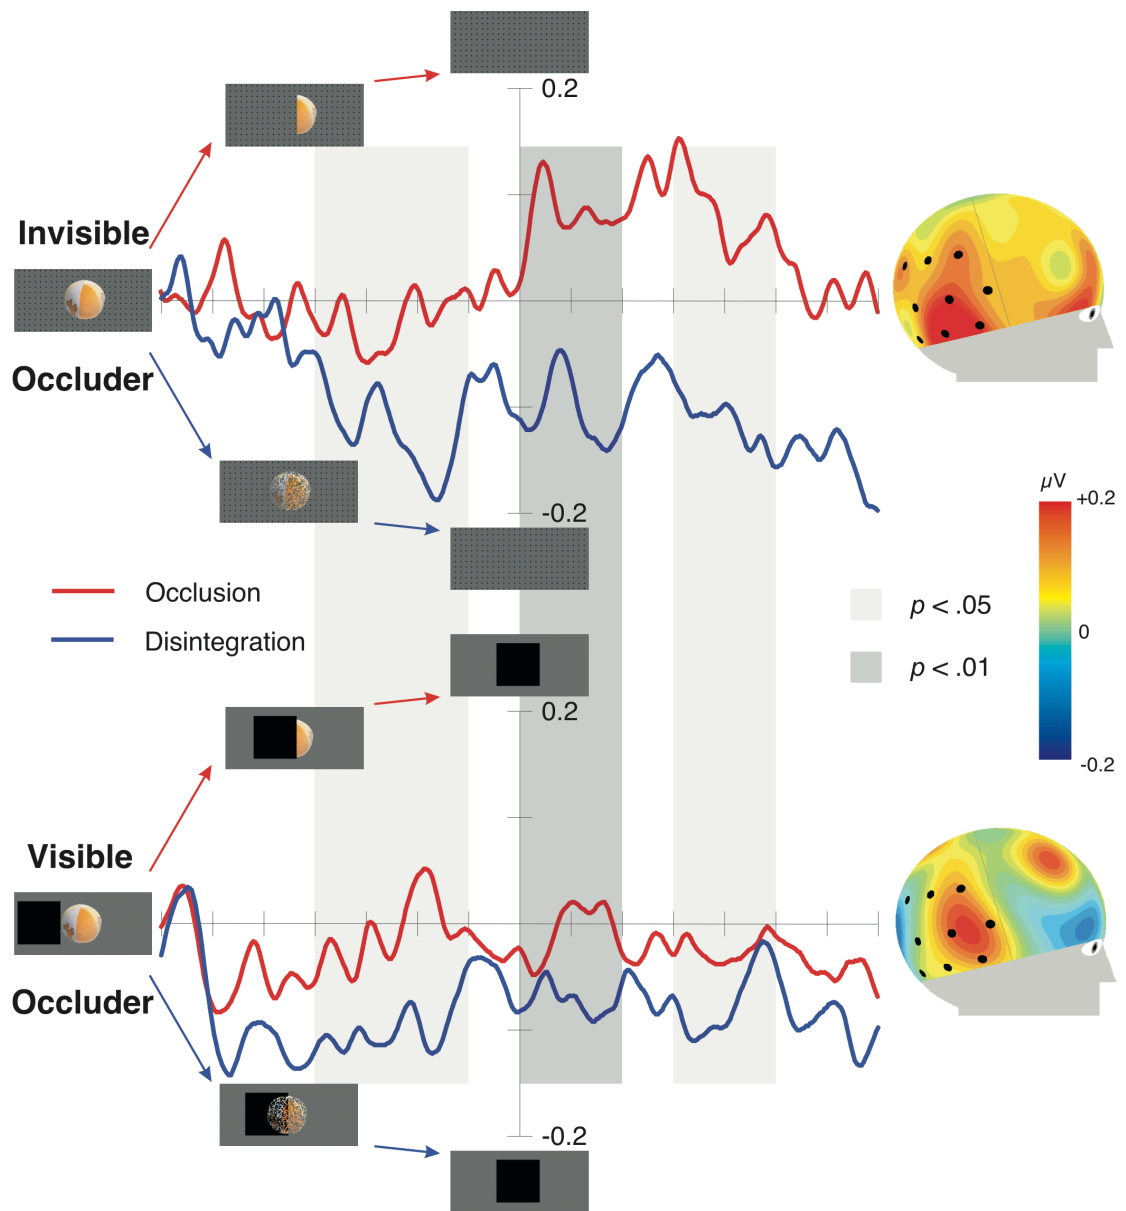 0.2
Invisible
Occluder
-0.2
Occlusion
Disintegration
µV
+0.2
0
-0.2
p < .05
p < .01
0.2
Visible
Occluder
-0.2